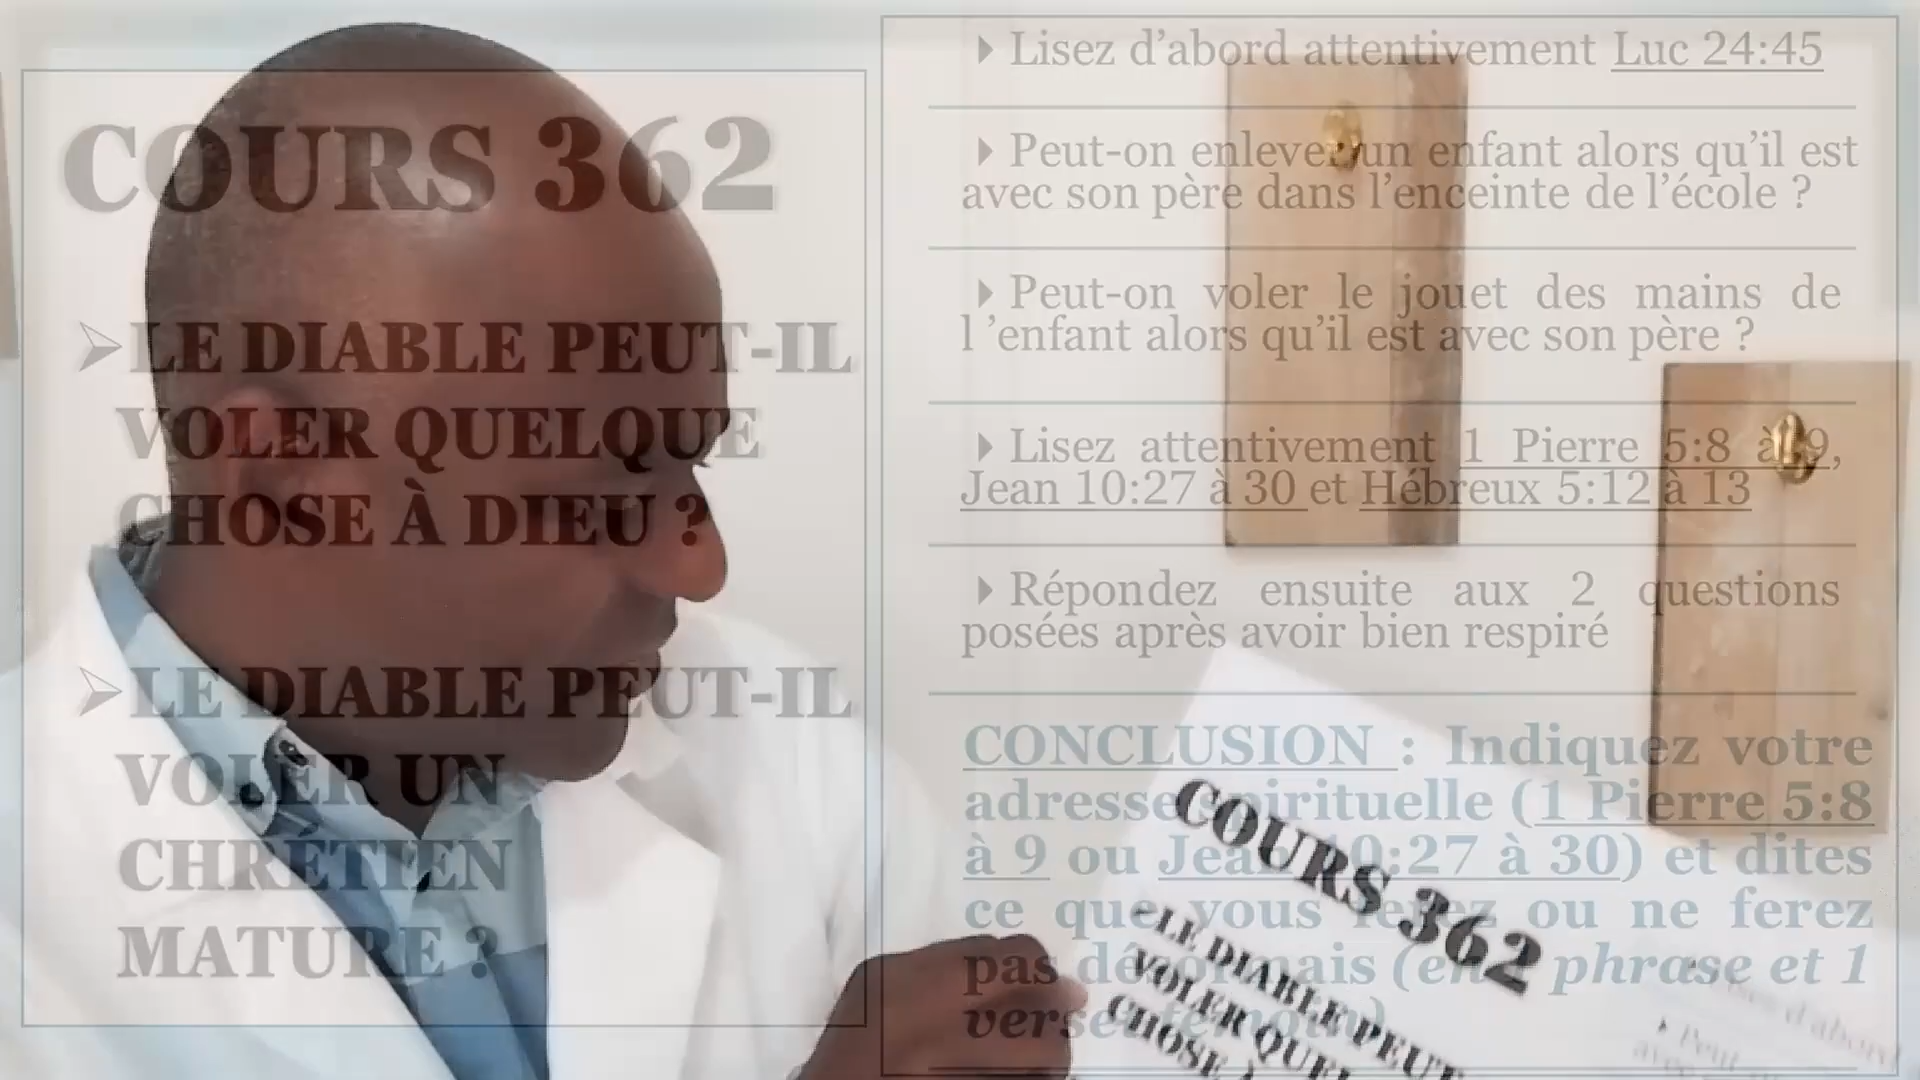 COURS 362
LE DIABLE PEUT-IL
VOLER QUELQUE
CHOSE À DIEU ?
LE DIABLE PEUT-IL
VOLER UN
CHRÉTIEN
MATURE ?
Lisez d’abord attentivement Luc 24:45
Peut-on enlever un enfant alors qu’il est
avec son père dans l’enceinte de l’école ?
Peut-on voler le jouet des mains de
l ’enfant alors qu’il est avec son père ?
Lisez attentivement 1 Pierre 5:8 à 9,
Jean 10:27 à 30 et Hébreux 5:12 à 13
Répondez ensuite aux 2 questions
posées après avoir bien respiré
CONCLUSION : Indiquez votre
adresse spirituelle (1 Pierre 5:8
à 9 ou Jean 10:27 à 30) et dites
ce que vous ferez ou ne ferez
pas désormais phrase et 1
COURS 362
LE DIABLE PEUT
VOLER QUEL
CHOSE À